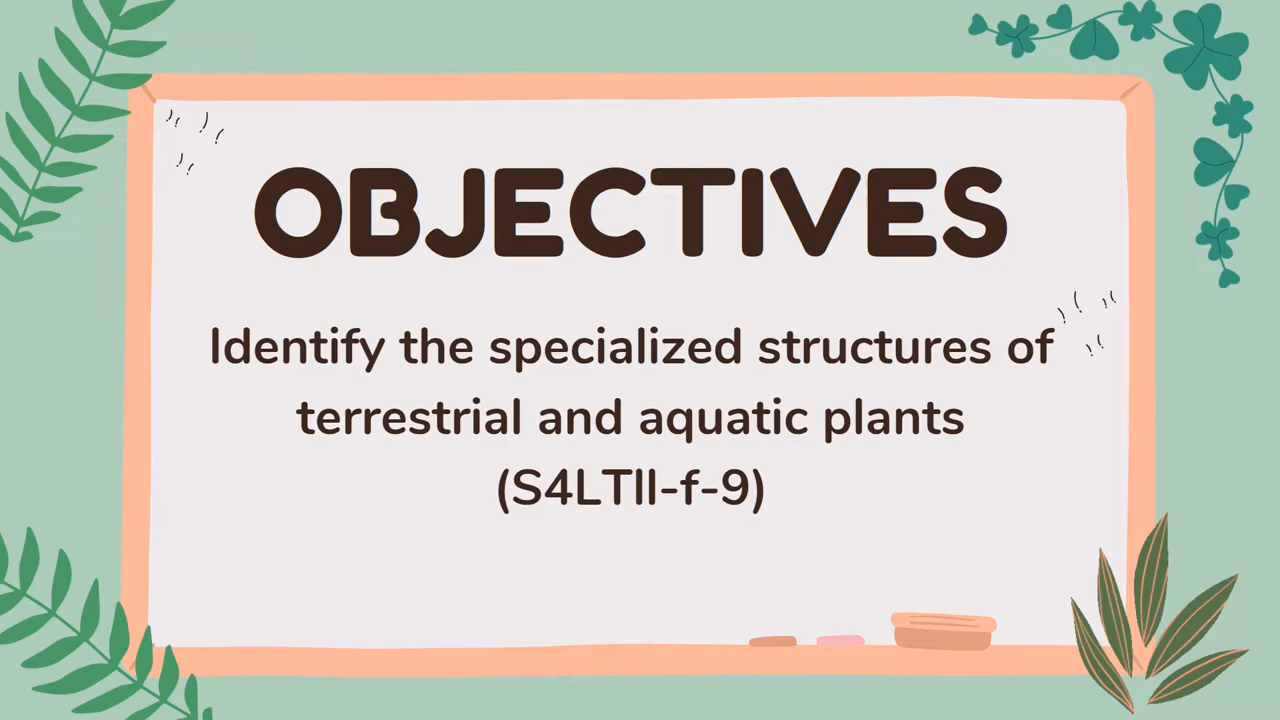 OBJECTIVES
Identify the specialized structures of
terrestrial and aquatic plants
(S4LTII-f-9)